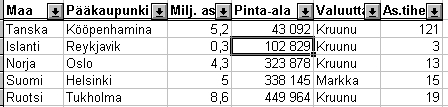 Maa Pääkaupunki Milj. as Pinta-ala Valuutta As.tihe
Tanska Kööpenhamina 5,2 43 092 Kruunu 121
Islanti Reykjavik 0,3 102 829 Kruunu 3
Norja Oslo 4,3 323 878 Kruunu 13
Suomi Helsinki 5 338 145 Markka 15
Ruotsi Tukholma 8,6 449 964 Kruunu 19